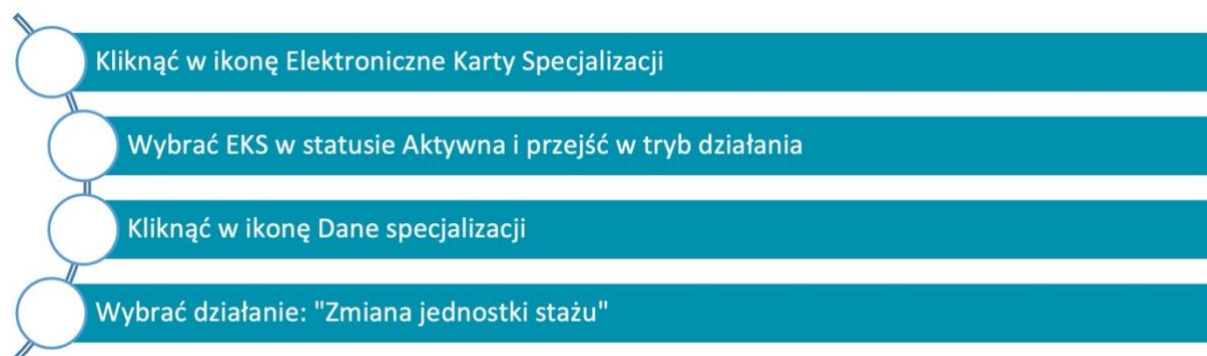 Kliknąć w ikonę Elektroniczne Karty Specjalizacji
Wybrać EKS w statusie Aktywna i przejść w tryb działania
Kliknąć w ikonę Dane specjalizacji
Wybrać działanie: "Zmiana jednostki stażu"